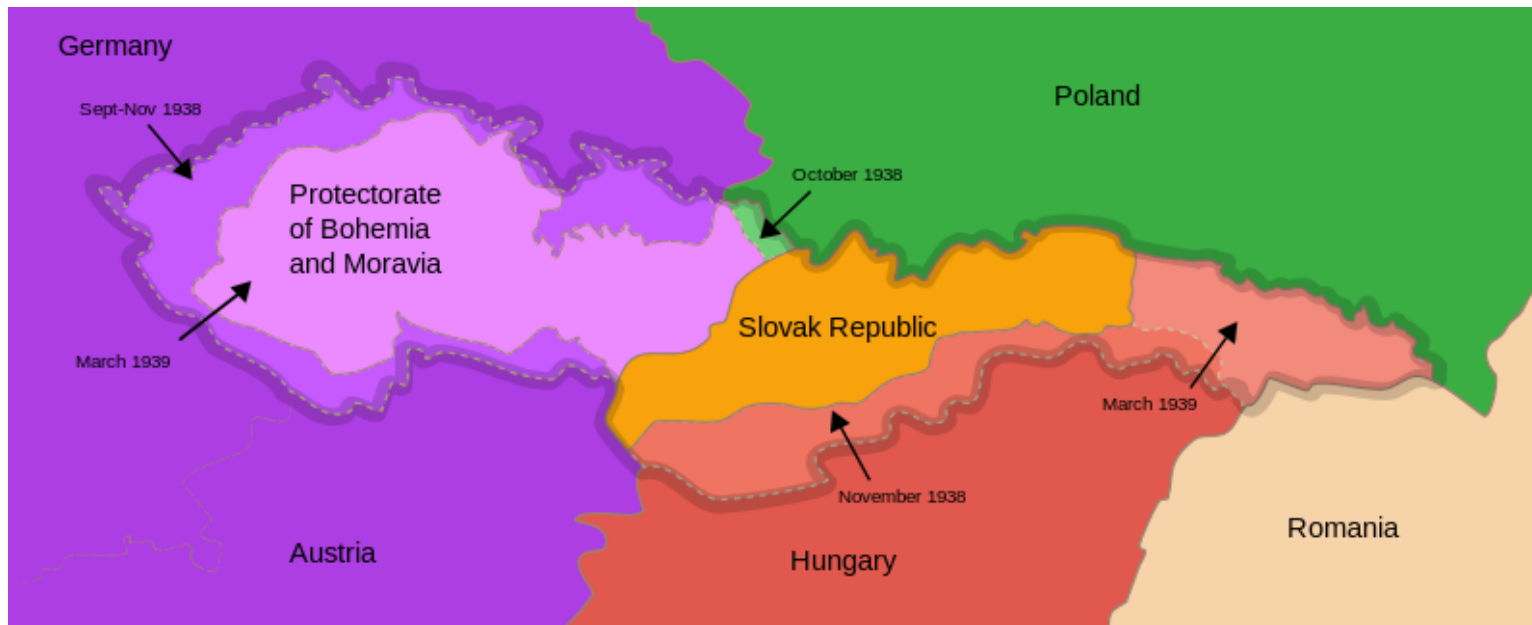 Germany
Poland
Sept-Nov 1938
October 1938
Protectorate
of Bohemia
and Moravia
Slovak Republic
March 1939
March 1939
November 1938
Romania
Austria
Hungary